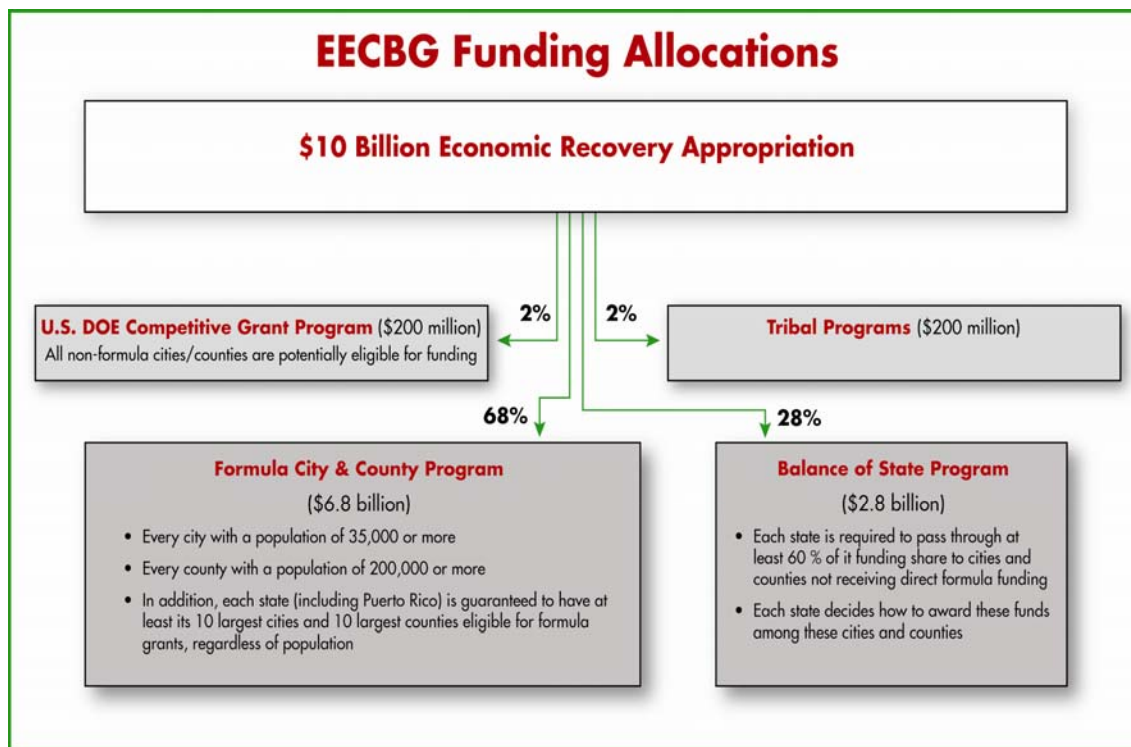 EECBG Funding Allocations
$10 Billion Economic Recovery Appropriation
2%
2%
U.S. DOE Competitive Grant Program ($200 million)
All non-formula cities/counties are potentially eligible for funding
Tribal Programs ($200 million)
68%
28%
Formula City & County Program
($6.8 billion)
• Every city with a population of 35,000 or more
• Every county with a population of 200,000 or more
• In addition, each state (including Puerto Rico) is guaranteed to have at
least its 10 largest cities and 10 largest counties eligible for formula
grants, regardless of population
Balance of State Program
($2.8 billion)
• Each state is required to pass through at
least 60 % of it funding share to cities and
counties not receiving direct formula funding
• Each state decides how to award these funds
among these cities and counties